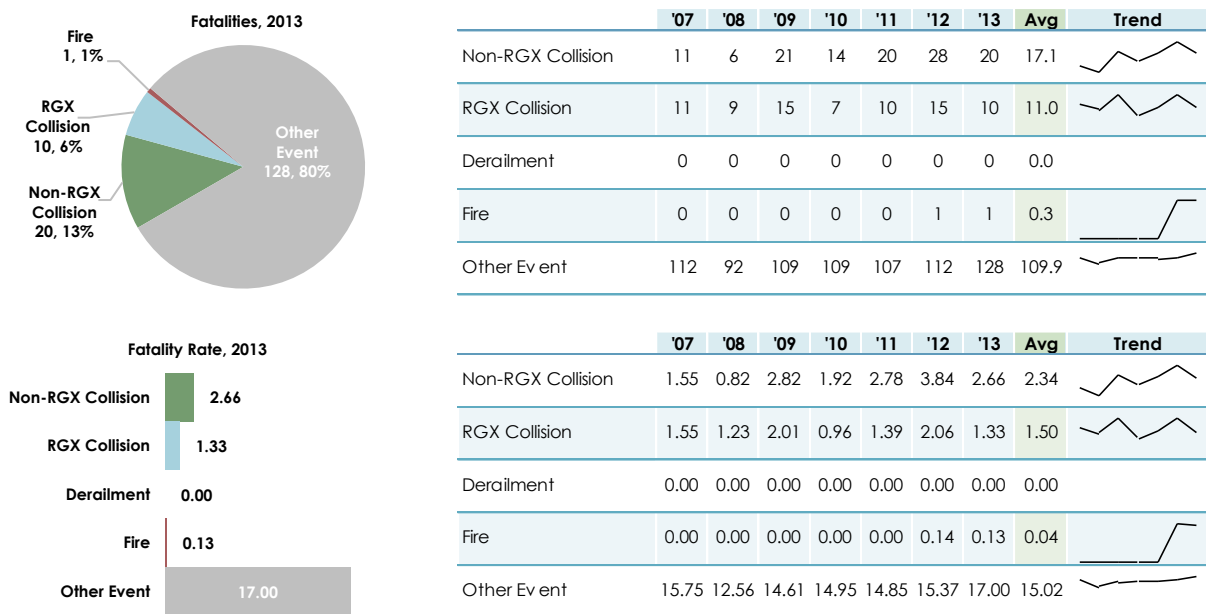 Fatalities, 2013
Fire
1, 1%
RGX
Collision
10, 6%
Non-RGX
Collision
20, 13%
Other
Event
128, 80%
'07 '08 '09 '10 '11 '12 '13 Avg Trend
Non-RGX Collision 11 6 21 14 20 28 20 17.1
RGX Collision 11 9 15 7 10 15 10 11.0
Derailment 0 0 0 0 0 0 0 0.0
Fire 0 0 0 0 0 1 1 0.3
Other Event 112 92 109 109 107 112 128 109.9
Fatality Rate, 2013
Non-RGX Collision 2.66
RGX Collision 1.33
Derailment 0.00
Fire 0.13
Other Event 17.00
'07 '08 '09 '10 '11 '12 '13 Avg Trend
Non-RGX Collision 1.55 0.82 2.82 1.92 2.78 3.84 2.66 2.34
RGX Collision 1.55 1.23 2.01 0.96 1.39 2.06 1.33 1.50
Derailment 0.00 0.00 0.00 0.00 0.00 0.00 0.00 0.00
Fire 0.00 0.00 0.00 0.00 0.00 0.14 0.13 0.04
Other Event 15.75 12.56 14.61 14.95 14.85 15.37 17.00 15.02